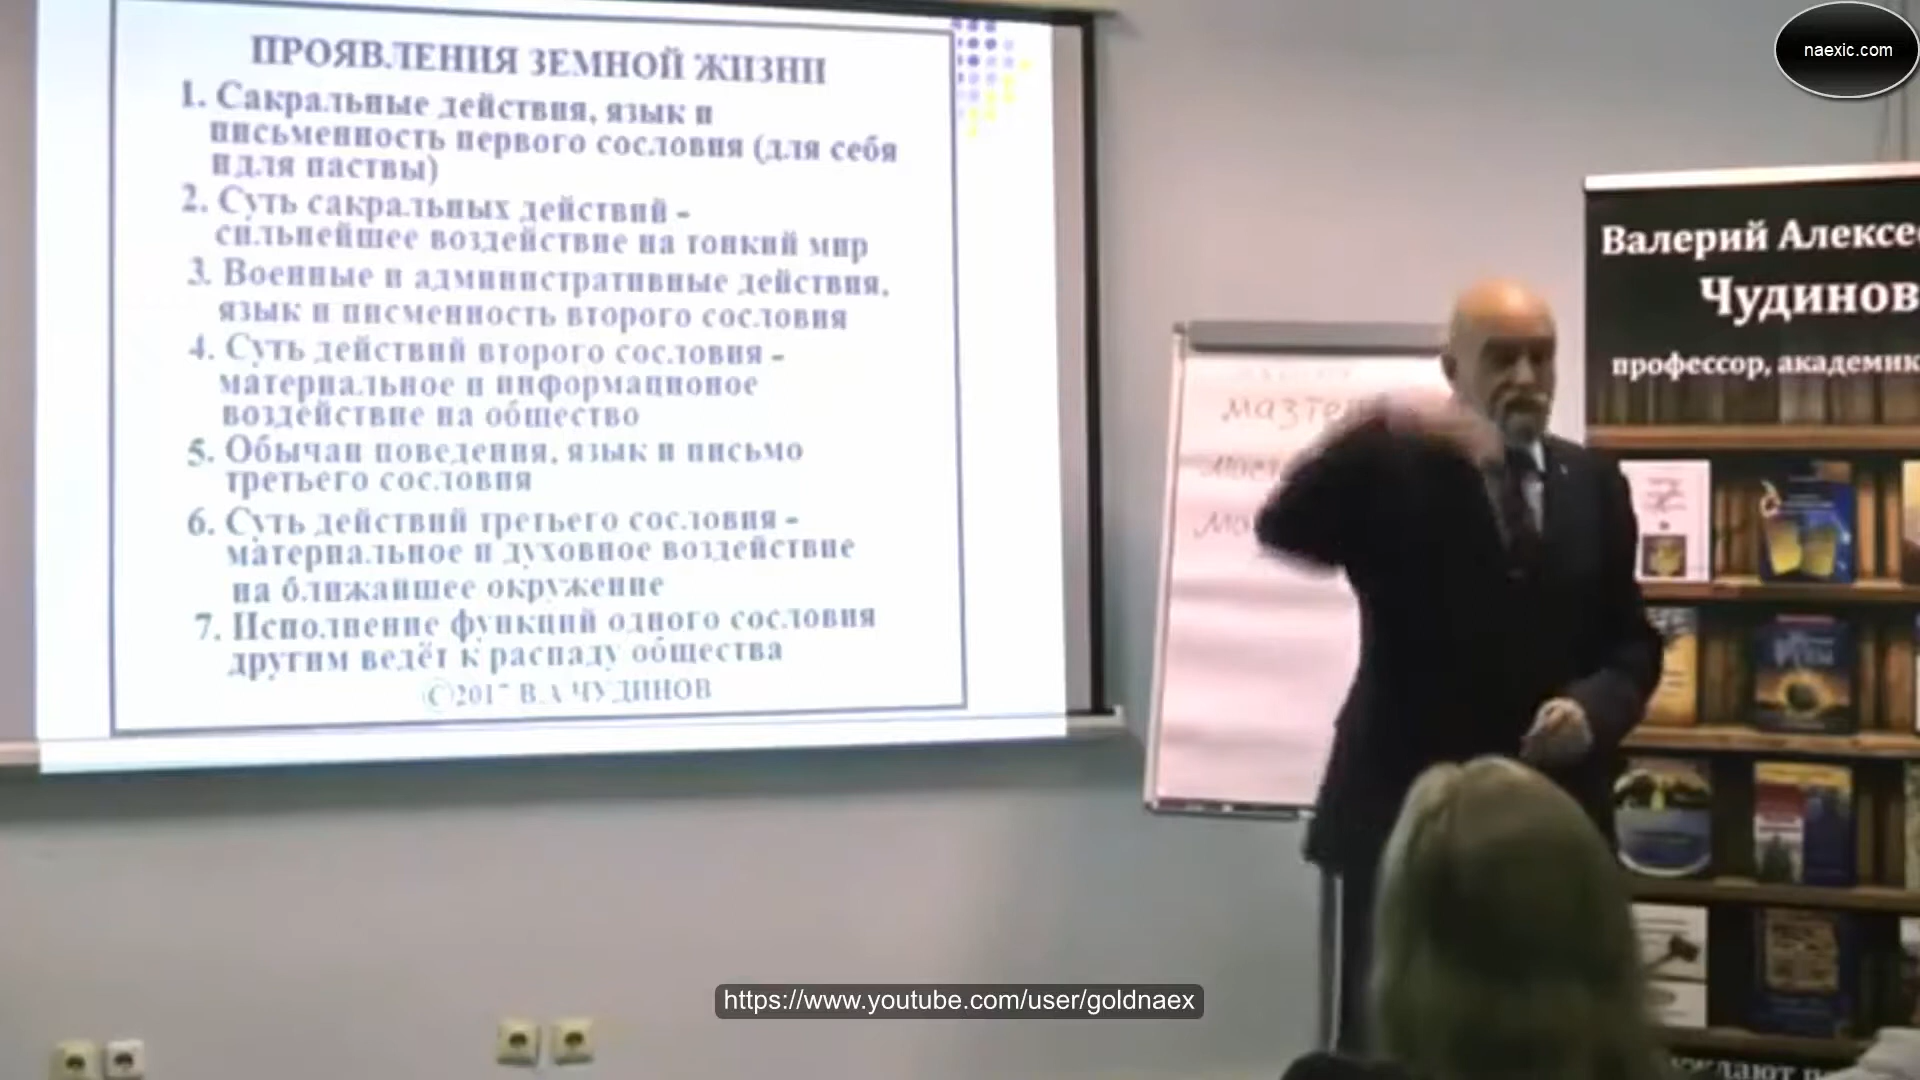 ПРОЯВЛЕНИЯ ЗЕМНОЙ ЖИЗНИ
1. Сакральные действия, язык и
письменность первого сословия (для себя
и для паствы)
2. Суть сакральных действий -
сильнейшее воздействие на тонкий мир
3. Военные и административные действия,
язык и писменность второго сословия
4. Суть действий второго сословия -
материальное и информационое
воздействие на общество
5. Обычаи поведения, язык и письмо
третьего сословия
6. Суть действий третьего сословия -
материальное и духовное воздействие
на ближайшее окружение
7. Исполнение функций одного сословия
другим ведёт к распаду общества
©2017 В.А.ЧУДИНОВ
naexic.com
Валерий Алексе
Чудинов
профессор, академик
https://www.youtube.com/user/goldnaex